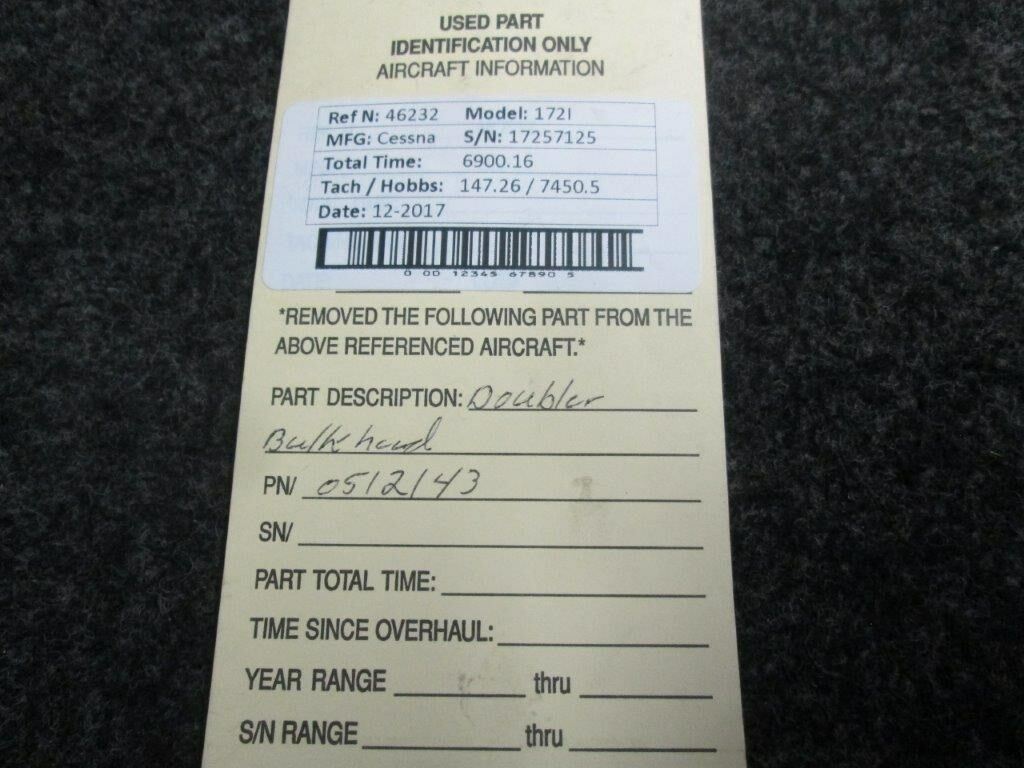 USED PART
IDENTIFICATION ONLY
AIRCRAFT INFORMATION
Ref N: 46232 Model: 172I
MFG: Cessna S/N: 17257125
Total Time: 6900.16
Tach / Hobbs: 147.26 / 7450.5
Date: 12-2017
0 00 12345 67890 5
*REMOVED THE FOLLOWING PART FROM THE
ABOVE REFERENCED AIRCRAFT.*
PART DESCRIPTION: Doubler
Bulkhead
PN/ 0512143
SN/
PART TOTAL TIME:
TIME SINCE OVERHAUL:
YEAR RANGE thru
S/N RANGE thru